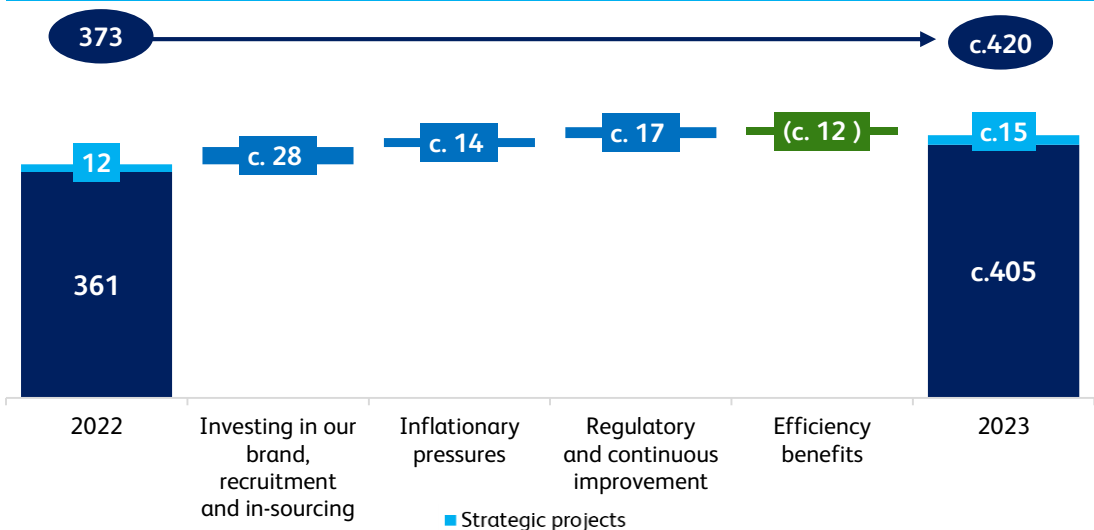 373
c.420
12
c. 28
c. 14
c. 17
(c. 12 )
c.15
361
c.405
2022
Investing in our
brand,
recruitment
and in-sourcing
Inflationary
pressures
Regulatory
and continuous
improvement
Efficiency
benefits
2023
Strategic projects